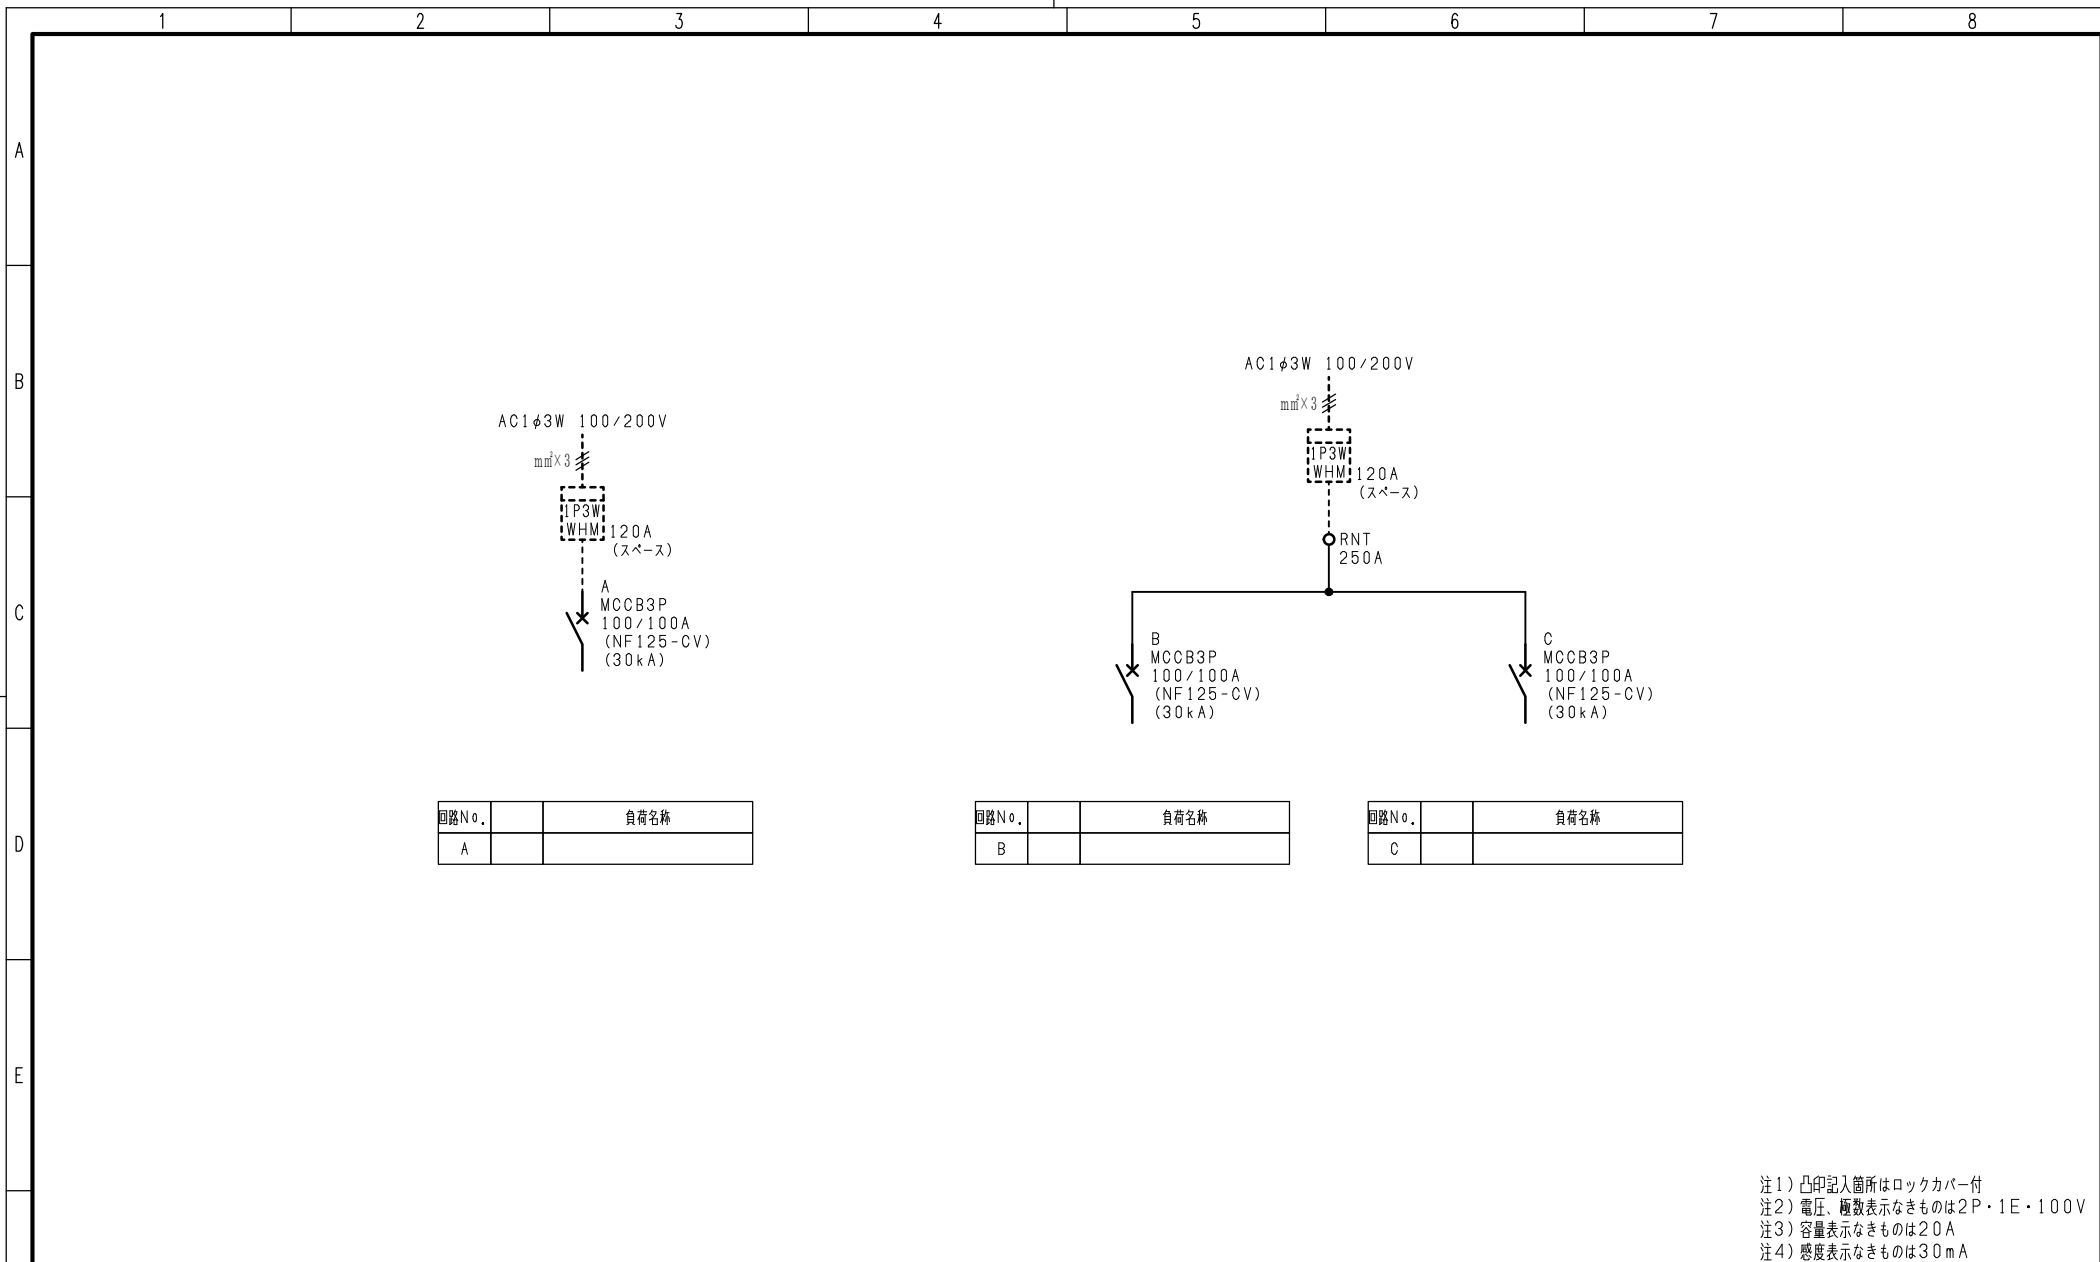 1 2 3 4 5 6 7 8
A
B
C
D
E
AC1φ3W 100/200V
mm²×3
1P3W
WHM
120A
(スペース)
A
MCCB3P
100/100A
(NF125-CV)
(30kA)
AC1φ3W 100/200V
mm²×3
1P3W
WHM
120A
(スペース)
RNT
250A
B
MCCB3P
100/100A
(NF125-CV)
(30kA)
C
MCCB3P
100/100A
(NF125-CV)
(30kA)
回路No. 負荷名称
A
回路No. 負荷名称
B
回路No. 負荷名称
C
注1)凸印記入箇所はロックカバー付
注2)電圧、極数表示なきものは2P・1E・100V
注3)容量表示なきものは20A
注4)感度表示なきものは30mA